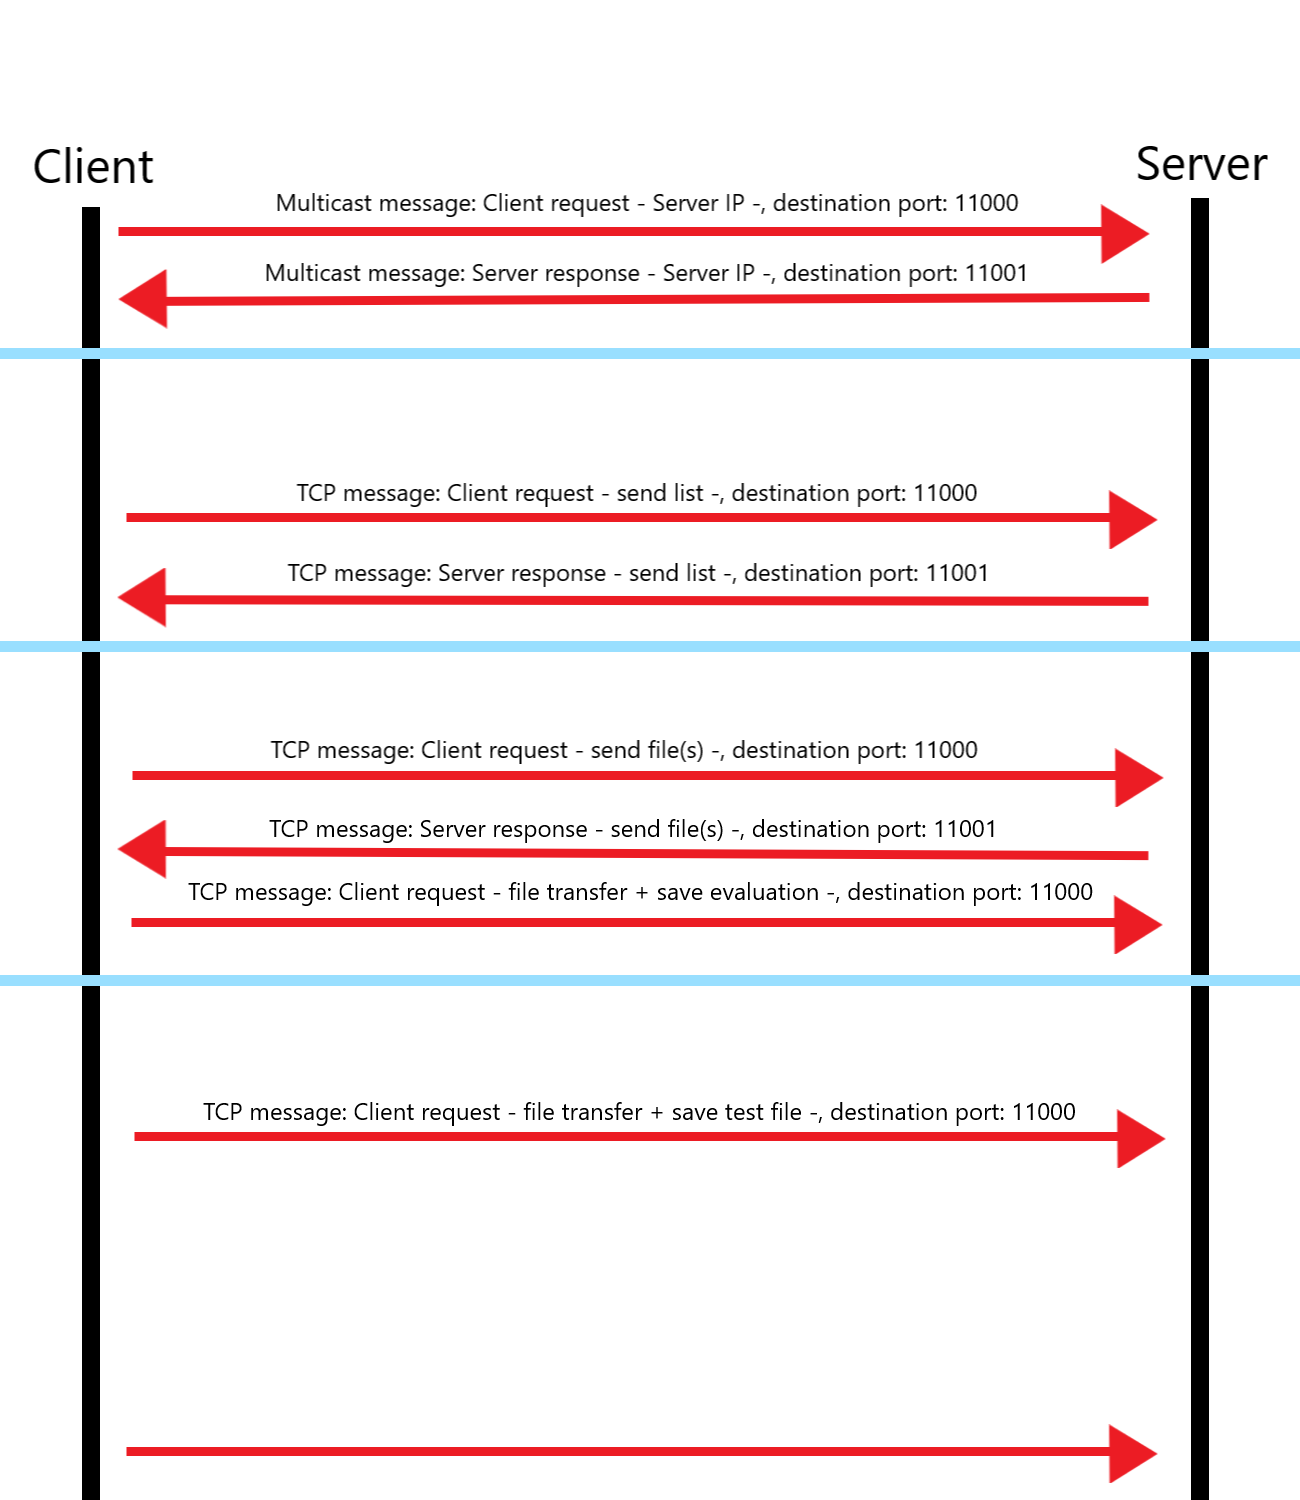 Client
Server
Multicast message: Client request - Server IP -, destination port: 11000
Multicast message: Server response - Server IP -, destination port: 11001
TCP message: Client request - send list -, destination port: 11000
TCP message: Server response - send list -, destination port: 11001
TCP message: Client request - send file(s) -, destination port: 11000
TCP message: Server response - send file(s) -, destination port: 11001
TCP message: Client request - file transfer + save evaluation -, destination port: 11000
TCP message: Client request - file transfer + save test file -, destination port: 11000